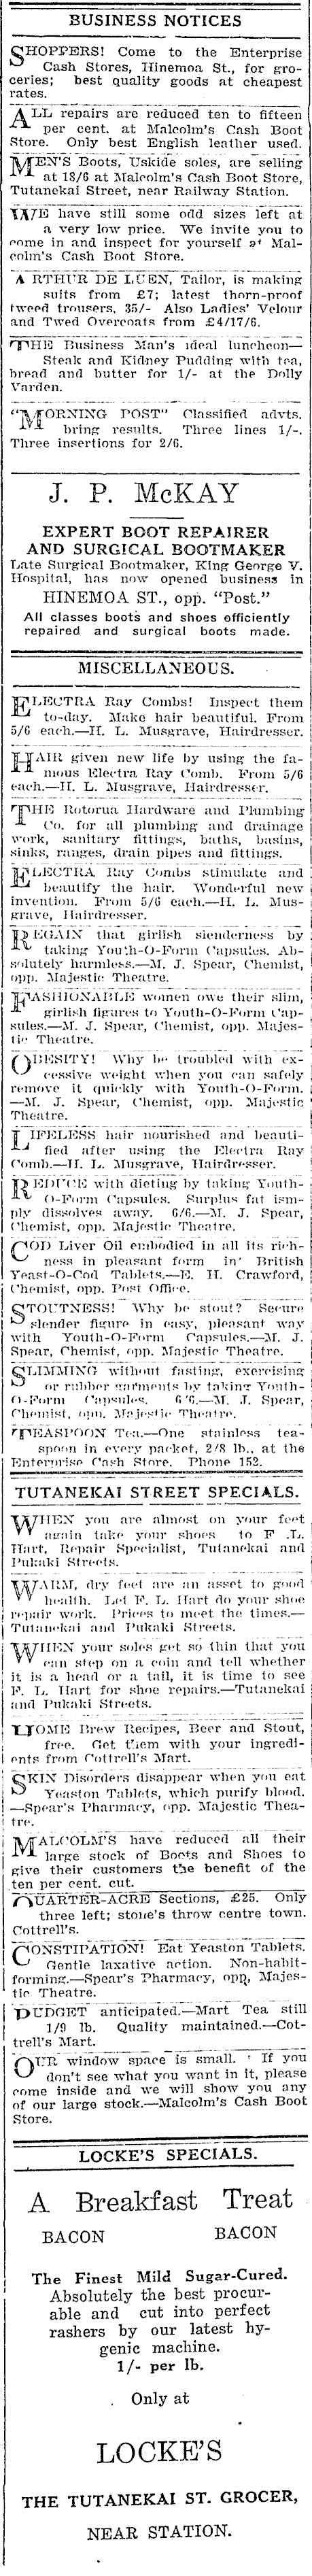 BUSINESS NOTICES
SHOPPERS! Come to the Enterprise
Cash Stores, Hinemoa St., for gro-
ceries; best quality goods at cheapest
rates.
ALL repairs are reduced ten to fifteen
per cent. at Malcolm's Cash Boot
Store. Only best English leather used.
MEN'S Boots, Uskide soles, are selling
at 18/6 at Malcolm's Cash Boot Store,
Tutanekai Street, near Railway Station.
WE have still some odd sizes left at
a very low price. We invite you to
come in and inspect for yourself at Mal-
colm's Cash Boot Store.
ARTHUR DE LUEN, Tailor, is making
suits from £7; latest thorn-proof
tweed trousers, 35/- Also Ladies' Velour
and Twed Overcoats from £4/17/6.
THE Business Man's ideal luncheon—
Steak and Kidney Pudding with tea,
bread and butter for 1/- at the Dolly
Varden.
"MORNING POST" Classified advts.
bring results. Three lines 1/-.
Three insertions for 2/6.
J. P. McKAY
EXPERT BOOT REPAIRER
AND SURGICAL BOOTMAKER
Late Surgical Bootmaker, King George V.
Hospital, has now opened business in
HINEMOA ST., opp. "Post."
All classes boots and shoes officiently
repaired and surgical boots made.
MISCELLANEOUS.
ELECTRA Ray Combs! Inspect them
to-day. Make hair beautiful. From
5/6 each.—H. L. Musgrave, Hairdresser.
HAIR given new life by using the fa-
mous Electra Ray Comb. From 5/6
each.—H. L. Musgrave, Hairdresser.
THE Rotorua Hardware and Plumbing
Co. for all plumbing and drainage
work, sanitary fittings, baths, basins,
sinks, ranges, drain pipes and fittings.
ELECTRA Ray Combs stimulate and
beautify the hair. Wonderful new
invention. From 5/6 each.—H. L. Mus-
grave, Hairdresser.
REGAIN that girlish slenderness by
taking Youth-O-Form Capsules. Ab-
solutely harmless.—M. J. Spear, Chemist,
opp. Majestic Theatre.
FASHIONABLE women owe their slim,
girlish figures to Youth-O-Form Cap-
sules.—M. J. Spear, Chemist, opp. Majes-
tic Theatre.
OBESITY! Why be troubled with ex-
cessive weight when you can safely
remove it quickly with Youth-O-Form.
—M. J. Spear, Chemist, opp. Majestic
Theatre.
LIFELESS hair nourished and beauti-
fied after using the Electra Ray
Comb.—H. L. Musgrave, Hairdresser.
REDUCE with dieting by taking Youth-
O-Form Capsules. Surplus fat ism-
ply dissolves away. 6/6.—M. J. Spear,
Chemist, opp. Majestic Theatre.
COD Liver Oil embodied in all its rich-
ness in pleasant form in British
Yeast-O-Cod Tablets.—E. H. Crawford,
Chemist, opp. Post Office.
STOUTNESS! Why be stout? Secure
slender figure in easy, pleasant way
with Youth-O-Form Capsules.—M. J.
Spear, Chemist, opp. Majestic Theatre.
SLIMMING without fasting, exercising
or rubber garments by taking Youth-
O-Form Capsules. 6/6.—M. J. Spear,
Chemist, opp. Majestic Theatre.
TEASPOON Tea.—One stainless tea-
spoon in every packet, 2/8 lb., at the
Enterprise Cash Store. Phone 152.
TUTANEKAI STREET SPECIALS.
WHEN you are almost on your feet
again take your shoes to F .L.
Hart, Repair Specialist, Tutanekai and
Pukaki Streets.
WARM, dry feet are an asset to good
health. Let F. L. Hart do your shoe
repair work. Prices to meet the times.—
Tutanekai and Pukaki Streets.
WHEN your soles get so thin that you
can step on a coin and tell whether
it is a head or a tail, it is time to see
F. L. Hart for shoe repairs.—Tutanekai
and Pukaki Streets.
HOME Brew Recipes, Beer and Stout,
free. Get them with your ingredi-
ents from Cottrell's Mart.
SKIN Disorders disappear when you eat
Yeaston Tablets, which purify blood.
—Spear's Pharmacy, opp. Majestic Thea-
tre.
MALCOLM'S have reduced all their
large stock of Boots and Shoes to
give their customers the benefit of the
ten per cent. cut.
QUARTER-ACRE Sections, £25. Only
three left; stone's throw centre town.
Cottrell's.
CONSTIPATION! Eat Yeaston Tablets.
Gentle laxative action. Non-habit-
forming.—Spear's Pharmacy, opp, Majes-
tic Theatre.
BUDGET anticipated.—Mart Tea still
1/9 lb. Quality maintained.—Cot-
trell's Mart.
OUR window space is small. If you
don't see what you want in it, please
come inside and we will show you any
of our large stock.—Malcolm's Cash Boot
Store.
LOCKE'S SPECIALS.
A Breakfast Treat
BACON BACON
The Finest Mild Sugar-Cured.
Absolutely the best procur-
able and cut into perfect
rashers by our latest hy-
genic machine.
1/- per lb.
Only at
LOCKE'S
THE TUTANEKAI ST. GROCER,
NEAR STATION.